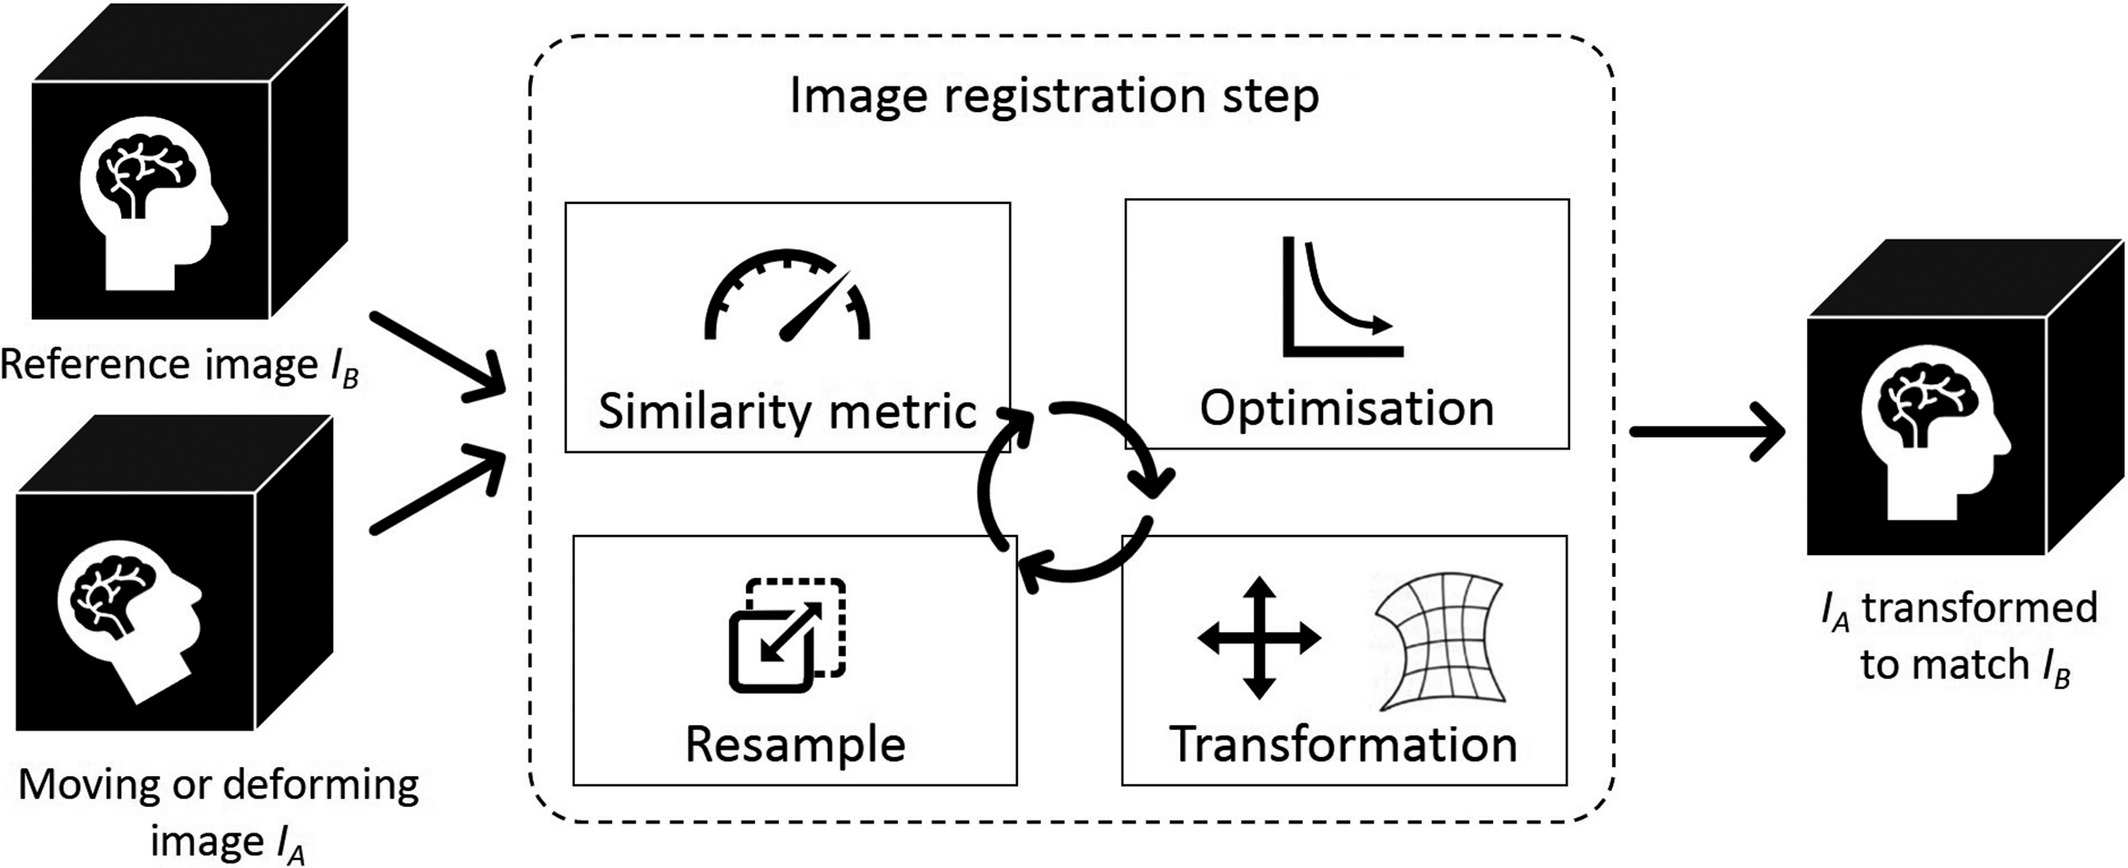 Reference image I_B
Moving or deforming
image I_A
Image registration step
Similarity metric
Optimisation
Resample
Transformation
I_A transformed
to match I_B